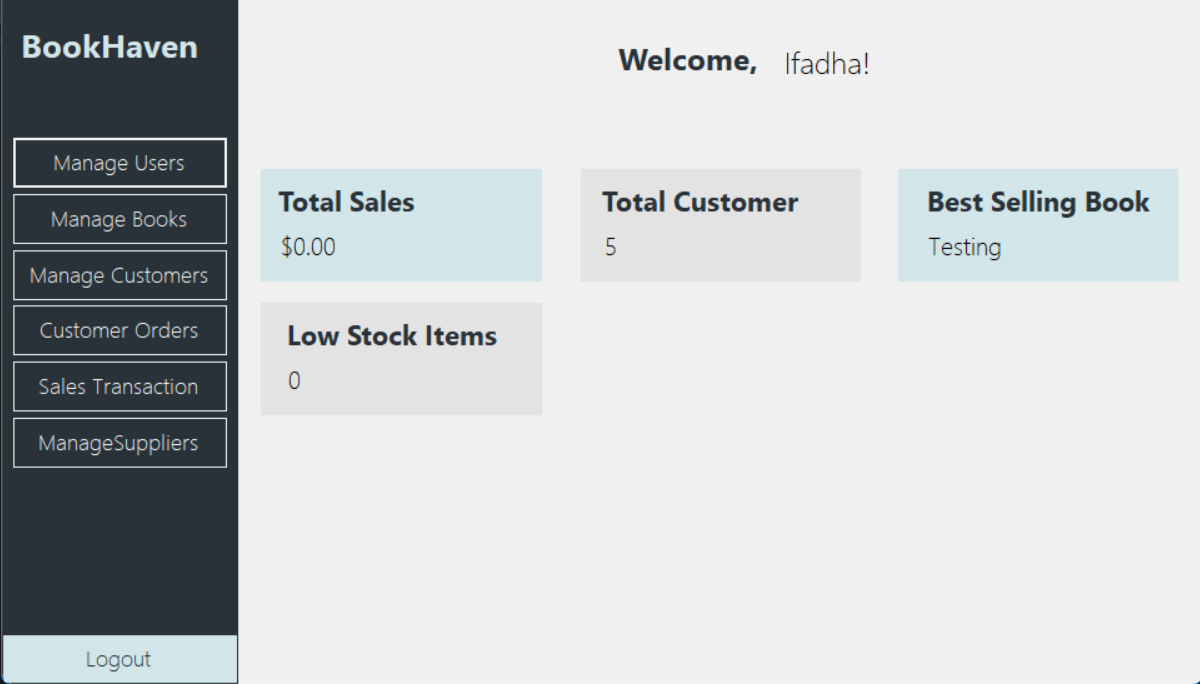 BookHaven
Manage Users
Manage Books
Manage Customers
Customer Orders
Sales Transaction
ManageSuppliers
Logout
Welcome, Ifadha!
Total Sales
$0.00
Total Customer
5
Best Selling Book
Testing
Low Stock Items
0